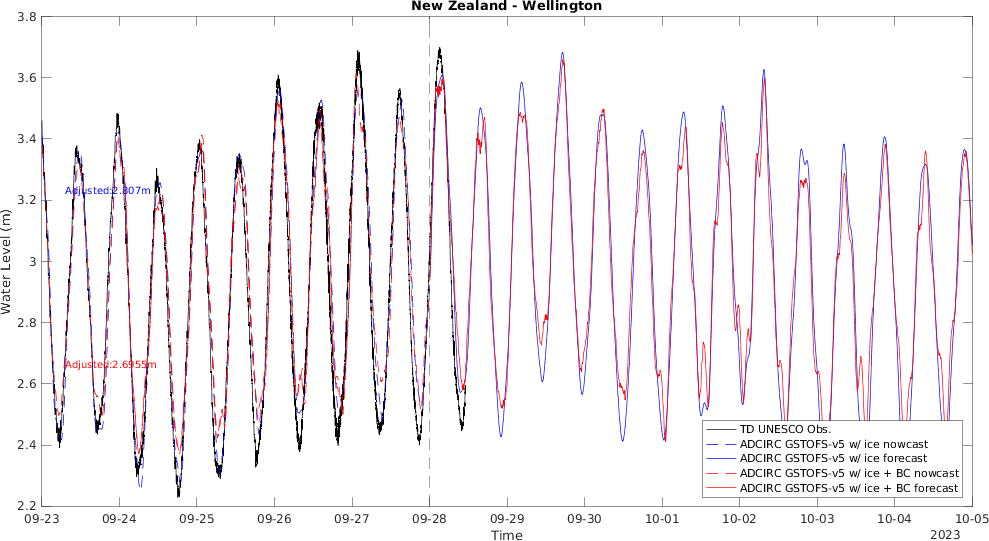 New Zealand - Wellington
3.8
3.6
3.4
3.2
3
2.8
2.6
2.4
2.2
Water Level (m)
Adjusted:2.807m
Adjusted:2.6955m
TD UNESCO Obs.
ADCIRC GSTOFS-v5 w/ ice nowcast
ADCIRC GSTOFS-v5 w/ ice forecast
ADCIRC GSTOFS-v5 w/ ice + BC nowcast
ADCIRC GSTOFS-v5 w/ ice + BC forecast
09-23 09-24 09-25 09-26 09-27 09-28 09-29 09-30 10-01 10-02 10-03 10-04 10-05
Time
2023